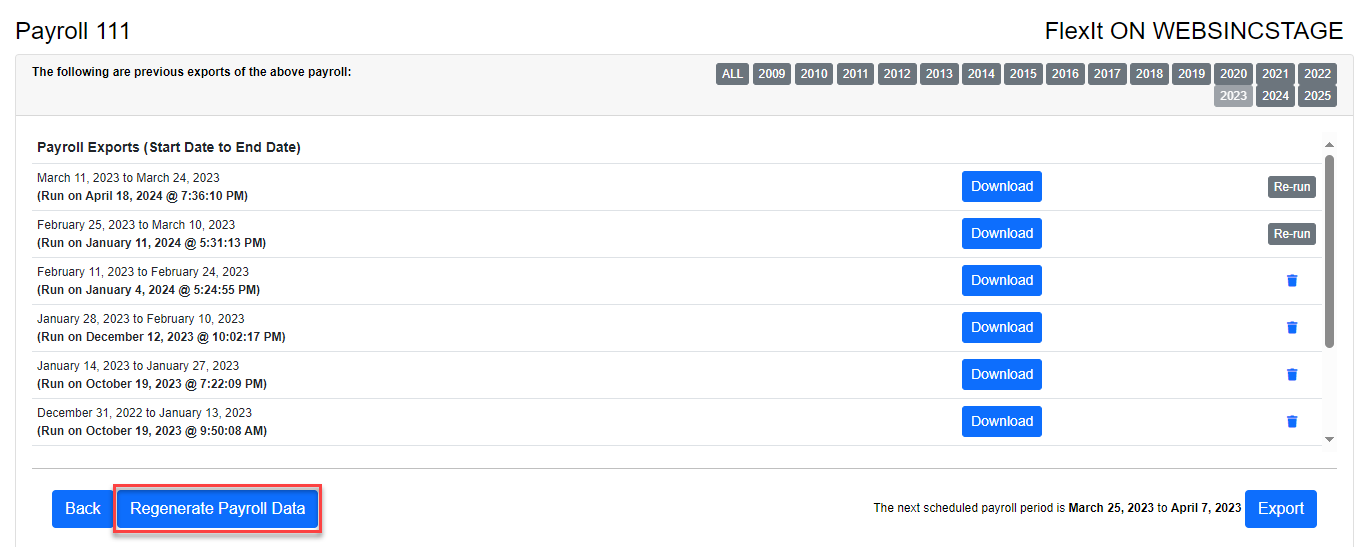 Payroll 111
FlexIt ON WEBSINCSTAGE
The following are previous exports of the above payroll:
ALL 2009 2010 2011 2012 2013 2014 2015 2016 2017 2018 2019 2020 2021 2022
2023 2024 2025
Payroll Exports (Start Date to End Date)
March 11, 2023 to March 24, 2023
(Run on April 18, 2024 @ 7:36:10 PM)
Download
Re-run
February 25, 2023 to March 10, 2023
(Run on January 11, 2024 @ 5:31:13 PM)
Download
Re-run
February 11, 2023 to February 24, 2023
(Run on January 4, 2024 @ 5:24:55 PM)
Download
January 28, 2023 to February 10, 2023
(Run on December 12, 2023 @ 10:02:17 PM)
Download
January 14, 2023 to January 27, 2023
(Run on October 19, 2023 @ 7:22:09 PM)
Download
December 31, 2022 to January 13, 2023
(Run on October 19, 2023 @ 9:50:08 AM)
Download
Back
Regenerate Payroll Data
The next scheduled payroll period is March 25, 2023 to April 7, 2023
Export